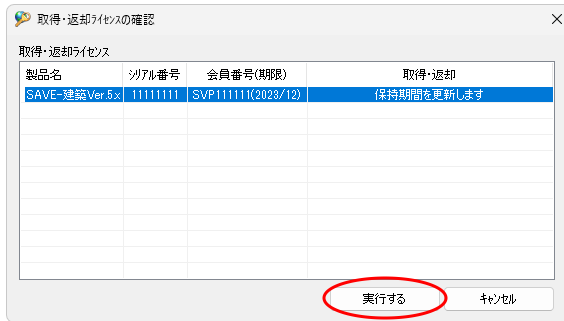 取得・返却ライセンスの確認
取得・返却ライセンス
製品名 シリアル番号 会員番号(期限) 取得・返却
SAVE-建築Ver.5.x 11111111 SVP111111(2023/12) 保持期間を更新します
実行する キャンセル